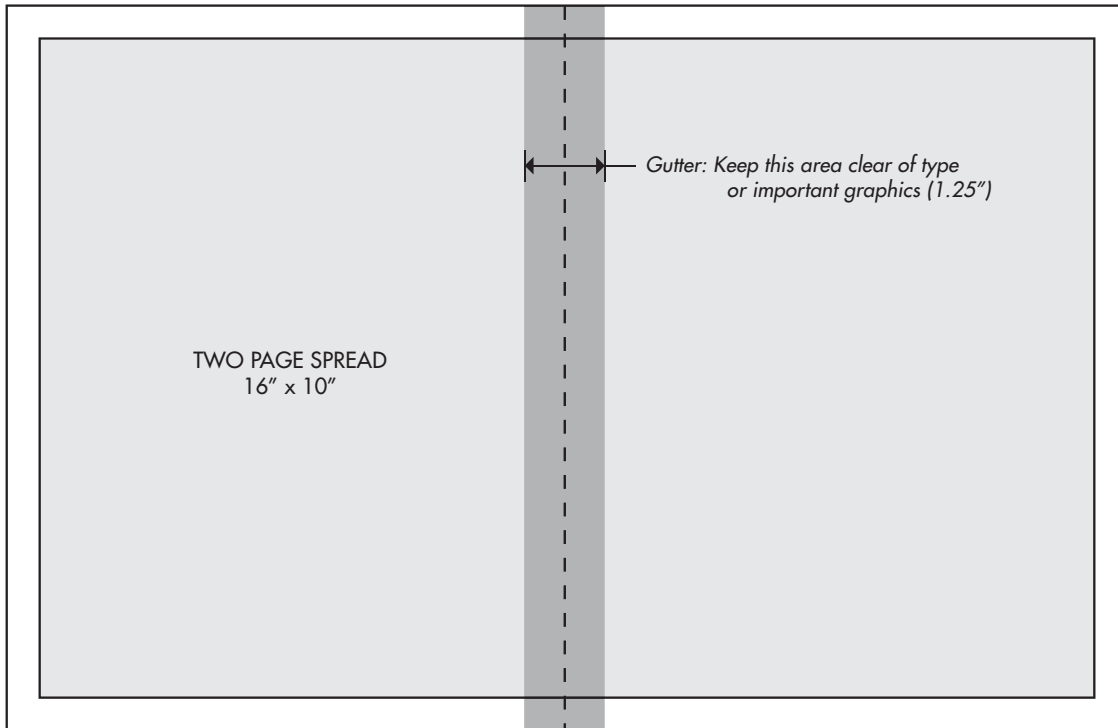 Gutter: Keep this area clear of type
or important graphics (1.25”)
TWO PAGE SPREAD
16” x 10”